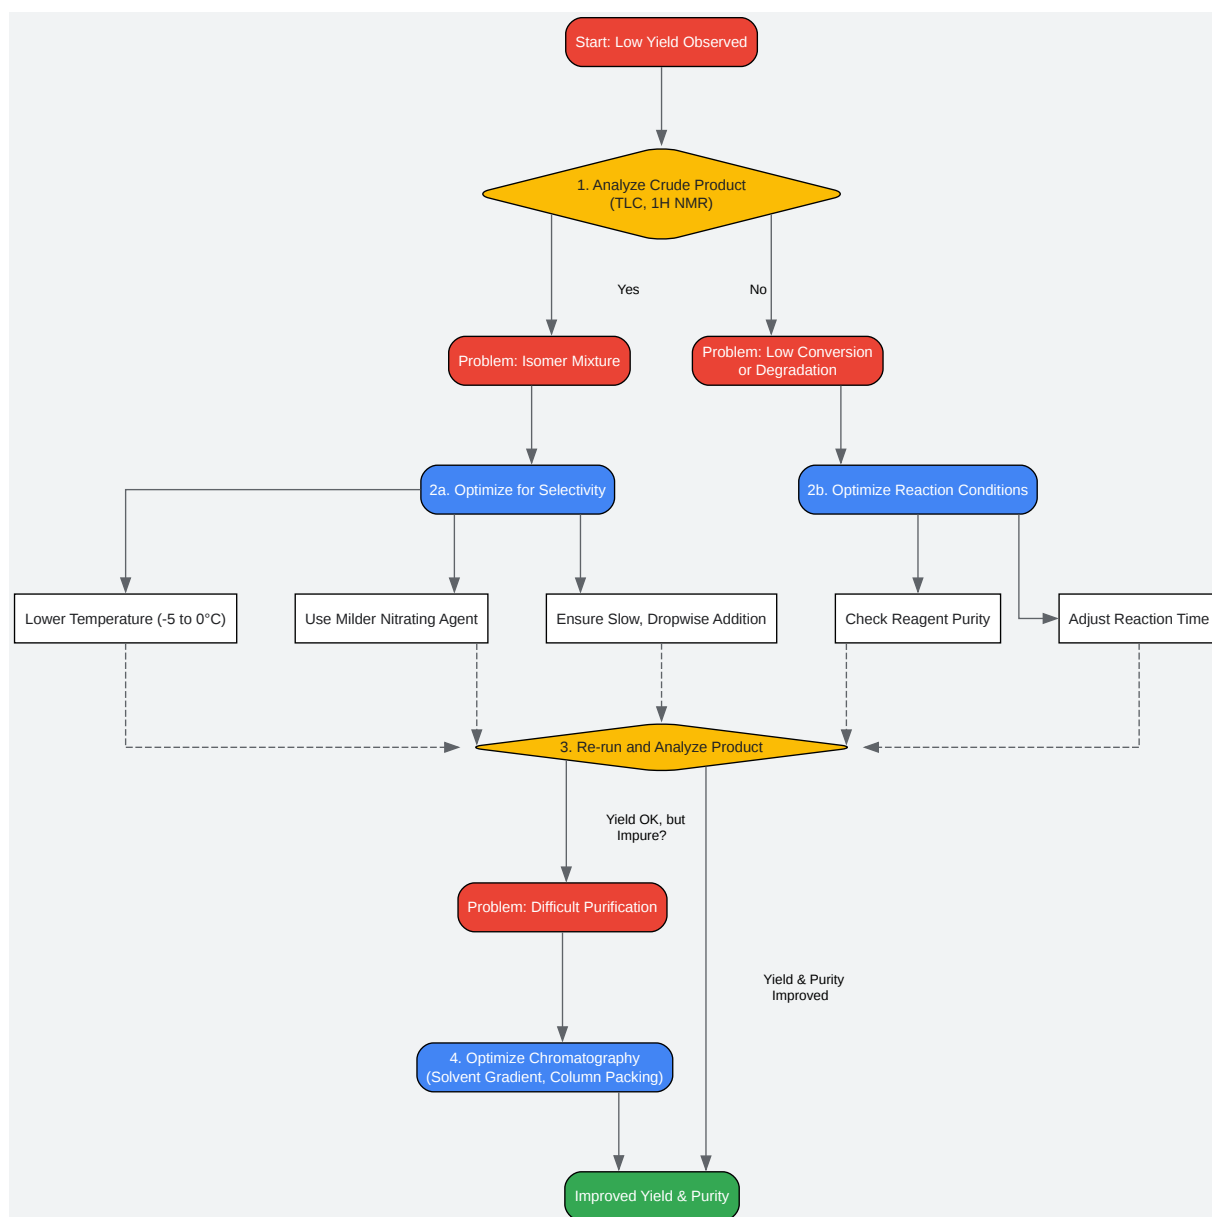 Start: Low Yield Observed
1. Analyze Crude Product
(TLC, 1H NMR)
Yes
No
Problem: Isomer Mixture
Problem: Low Conversion
or Degradation
2a. Optimize for Selectivity
2b. Optimize Reaction Conditions
Lower Temperature (-5 to 0°C)
Use Milder Nitrating Agent
Ensure Slow, Dropwise Addition
Check Reagent Purity
Adjust Reaction Time
3. Re-run and Analyze Product
Yield OK, but
Impure?
Problem: Difficult Purification
Yield & Purity
Improved
4. Optimize Chromatography
(Solvent Gradient, Column Packing)
Improved Yield & Purity